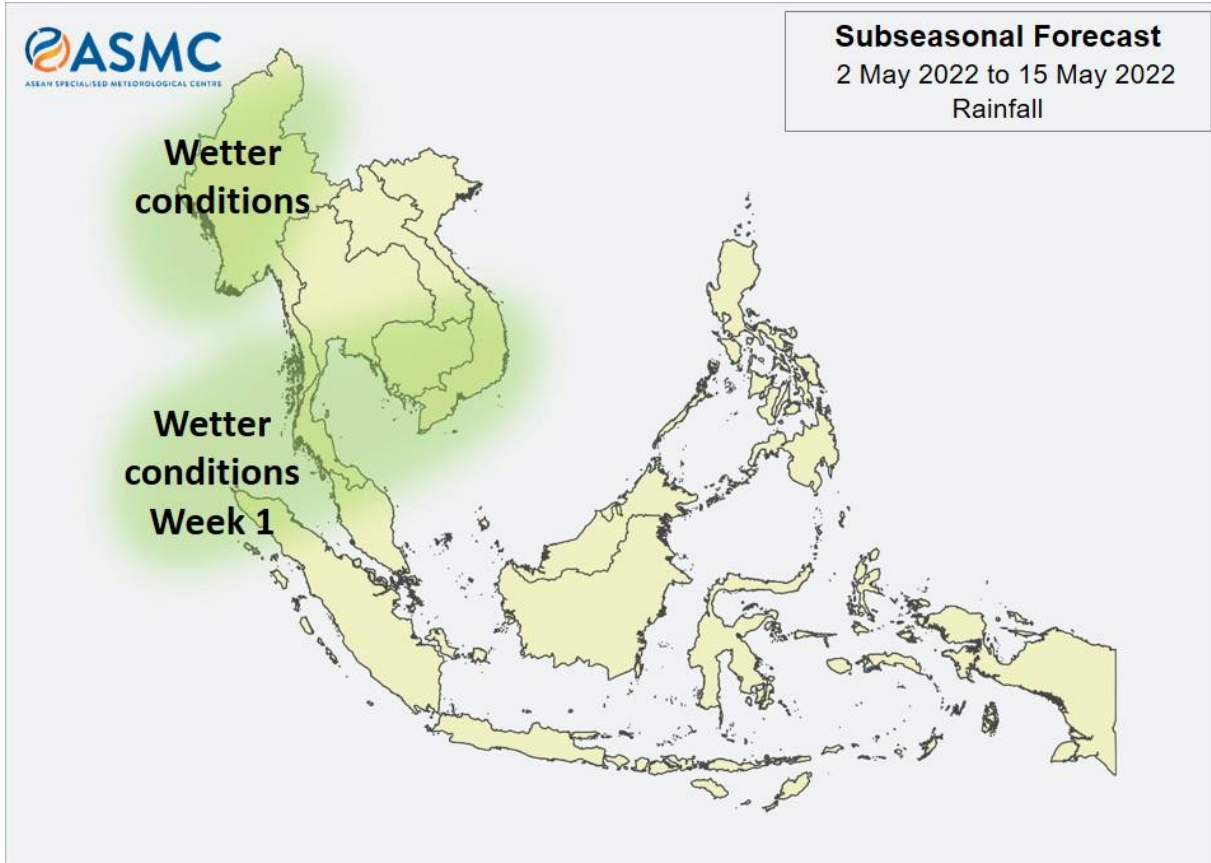 ASMC
ASEAN SPECIALISED METEOROLOGICAL CENTRE
Subseasonal Forecast
2 May 2022 to 15 May 2022
Rainfall
Wetter
conditions
Wetter
conditions
Week 1